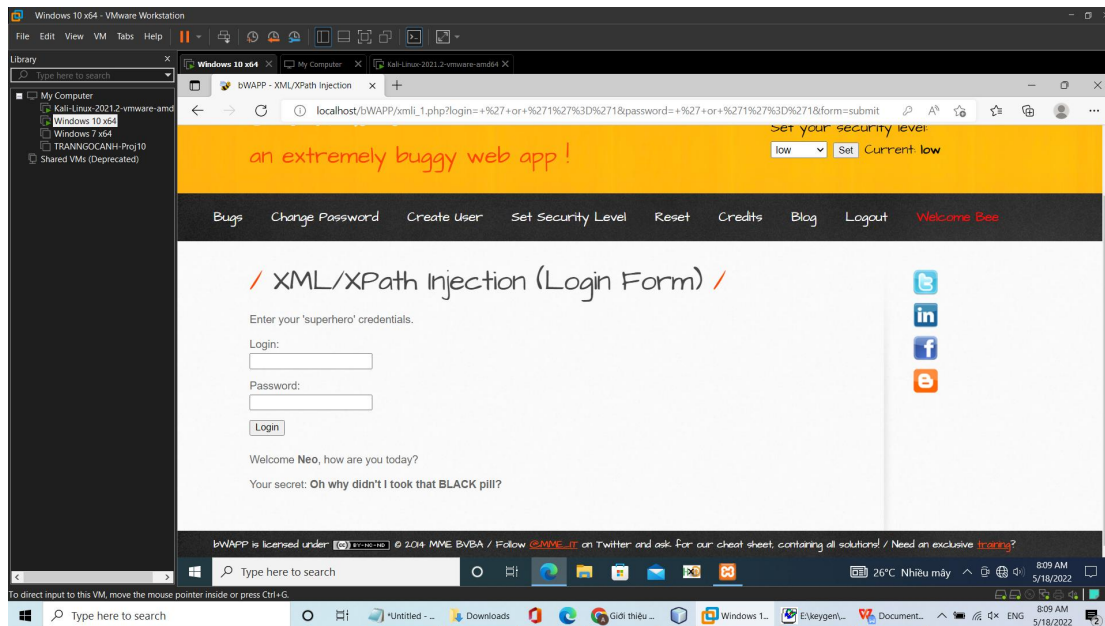 Windows 10 x64 - VMware Workstation
File Edit View VM Tabs Help
Library
Type here to search
My Computer
Kali-Linux-2021.2-vmware-amd
Windows 10 x64
Windows 7 x64
TRANNGOCANH-Proj10
Shared VMs (Deprecated)
Windows 10 x64 My Computer Kali-Linux-2021.2-vmware-amd64
bWAPP - XML/XPath Injection
localhost/bWAPP/xmli_1.php?login=+%27+or+%271%27%3D%271&password=+%27+or+%271%27%3D%271&form=submit
an extremely buggy web app !
Set your security level:
low Set Current: low
Bugs Change Password Create User Set Security Level Reset Credits Blog Logout Welcome Bee
/ XML/XPath Injection (Login Form) /
Enter your 'superhero' credentials.
Login:
Password:
Login
Welcome Neo, how are you today?
Your secret: Oh why didn't I took that BLACK pill?
bWAPP is licensed under (cc) BY-NC-ND © 2014 MME BVBA / Follow @MME_IT on Twitter and ask for our cheat sheet, containing all solutions! / Need an exclusive training?
Type here to search
26°C Nhiều mây
8:09 AM
5/18/2022
To direct input to this VM, move the mouse pointer inside or press Ctrl+G.
Type here to search
*Untitled - ... Downloads Giới thiệu ... Windows 1... E:\keygen\... Document... ENG
8:09 AM
5/18/2022